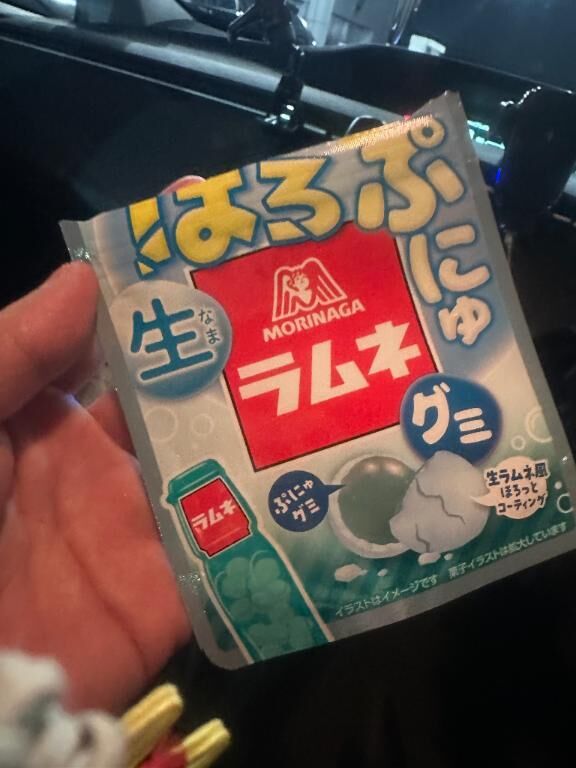 ほろぷにゅ
生
なま
MORINAGA
ラムネ
グミ
ぷにゅ
グミ
生ラムネ風
ほろっと
コーティング
ラムネ
イラストはイメージです 菓子イラストは拡大しています